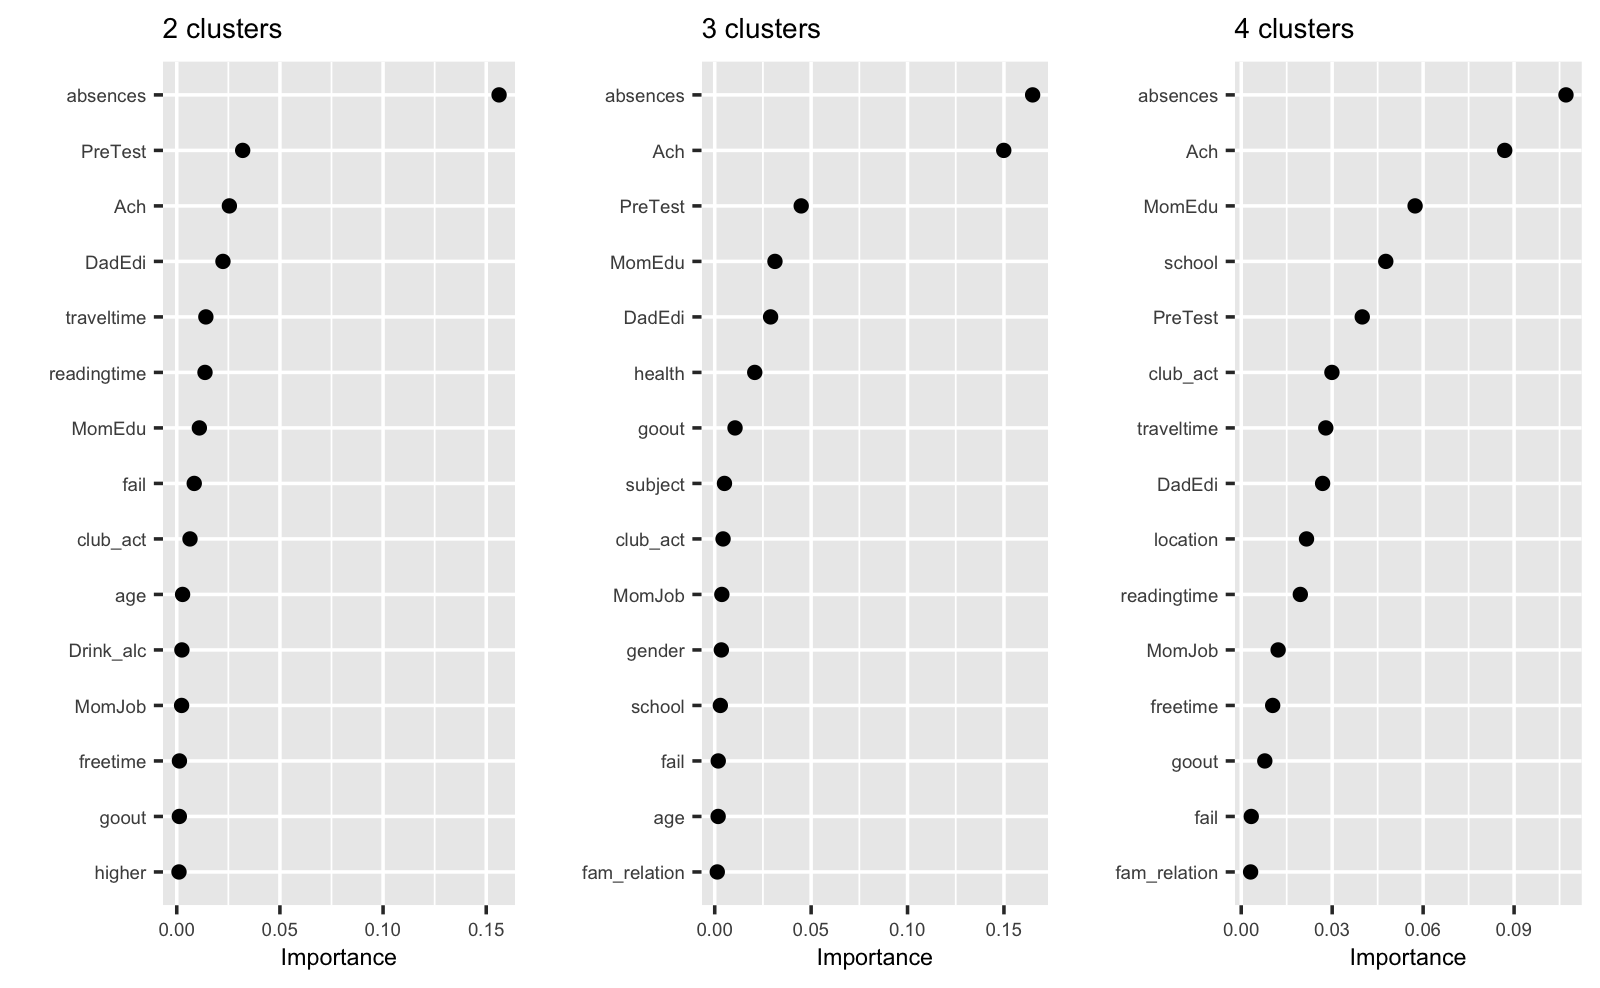 2 clusters
absences
PreTest
Ach
DadEdi
traveltime
readingtime
MomEdu
fail
club_act
age
Drink_alc
MomJob
freetime
goout
higher
0.00 0.05 0.10 0.15
Importance
3 clusters
absences
Ach
PreTest
MomEdu
DadEdi
health
goout
subject
club_act
MomJob
gender
school
fail
age
fam_relation
0.00 0.05 0.10 0.15
Importance
4 clusters
absences
Ach
MomEdu
school
PreTest
club_act
traveltime
DadEdi
location
readingtime
MomJob
freetime
goout
fail
fam_relation
0.00 0.03 0.06 0.09
Importance